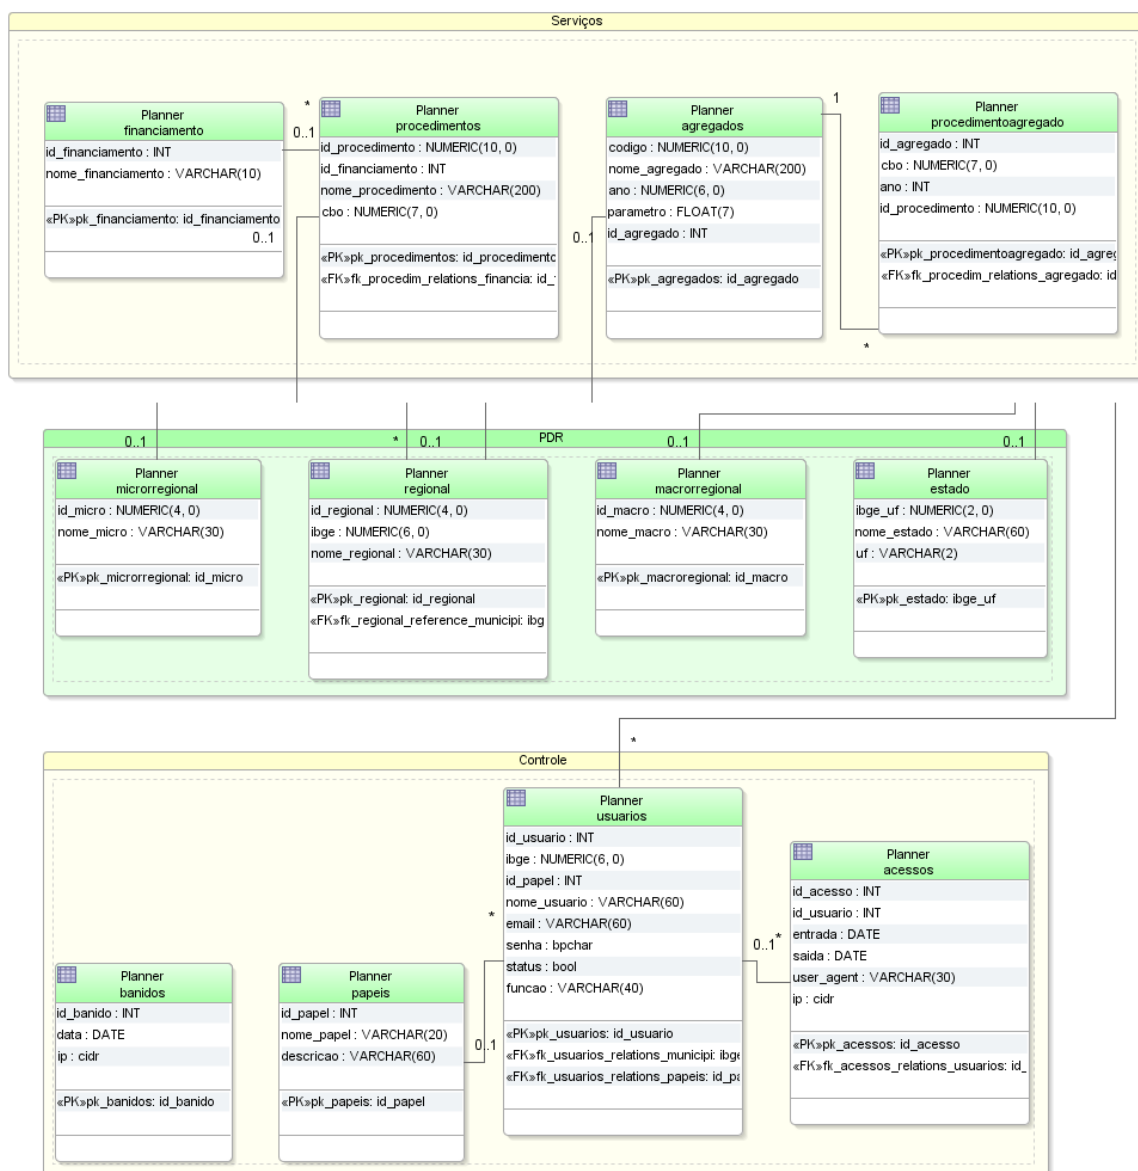 Serviços
Planner
financiamento
id_financiamento : INT
nome_financiamento : VARCHAR(10)
«PK»pk_financiamento: id_financiamento
0..1
*
0..1
Planner
procedimentos
id_procedimento : NUMERIC(10, 0)
id_financiamento : INT
nome_procedimento : VARCHAR(200)
cbo : NUMERIC(7, 0)
«PK»pk_procedimentos: id_procedimento
«FK»fk_procedim_relations_financia: id_
0..1
Planner
agregados
codigo : NUMERIC(10, 0)
nome_agregado : VARCHAR(200)
ano : NUMERIC(6, 0)
parametro : FLOAT(7)
id_agregado : INT
«PK»pk_agregados: id_agregado
1
*
Planner
procedimentoagregado
id_agregado : INT
cbo : NUMERIC(7, 0)
ano : INT
id_procedimento : NUMERIC(10, 0)
«PK»pk_procedimentoagregado: id_agreg
«FK»fk_procedim_relations_agregado: id
PDR
0..1
*
0..1
0..1
0..1
Planner
microrregional
id_micro : NUMERIC(4, 0)
nome_micro : VARCHAR(30)
«PK»pk_microrregional: id_micro
Planner
regional
id_regional : NUMERIC(4, 0)
ibge : NUMERIC(6, 0)
nome_regional : VARCHAR(30)
«PK»pk_regional: id_regional
«FK»fk_regional_reference_municipi: ibg
Planner
macrorregional
id_macro : NUMERIC(4, 0)
nome_macro : VARCHAR(30)
«PK»pk_macroregional: id_macro
Planner
estado
ibge_uf : NUMERIC(2, 0)
nome_estado : VARCHAR(60)
uf : VARCHAR(2)
«PK»pk_estado: ibge_uf
*
Controle
Planner
banidos
id_banido : INT
data : DATE
ip : cidr
«PK»pk_banidos: id_banido
Planner
papeis
id_papel : INT
nome_papel : VARCHAR(20)
descricao : VARCHAR(60)
«PK»pk_papeis: id_papel
*
0..1
Planner
usuarios
id_usuario : INT
ibge : NUMERIC(6, 0)
id_papel : INT
nome_usuario : VARCHAR(60)
email : VARCHAR(60)
senha : bpchar
status : bool
funcao : VARCHAR(40)
«PK»pk_usuarios: id_usuario
«FK»fk_usuarios_relations_municipi: ibge
«FK»fk_usuarios_relations_papeis: id_pa
0..1
*
Planner
acessos
id_acesso : INT
id_usuario : INT
entrada : DATE
saida : DATE
user_agent : VARCHAR(30)
ip : cidr
«PK»pk_acessos: id_acesso
«FK»fk_acessos_relations_usuarios: id_